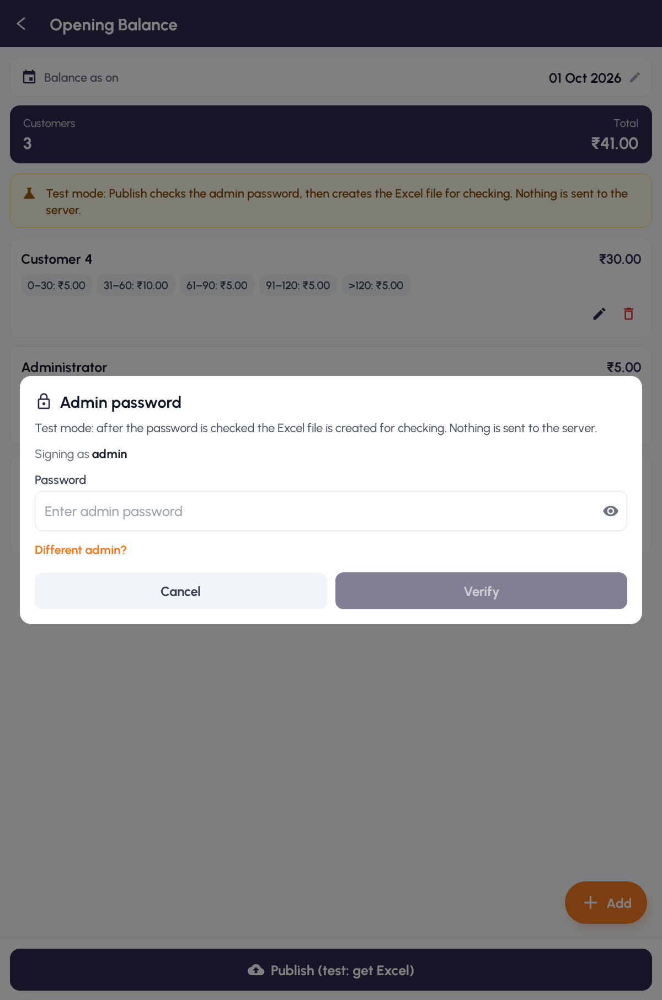 Opening Balance
Balance as on
01 Oct 2026
Customers
Total
3
₹41.00
Test mode: Publish checks the admin password, then creates the Excel file for checking. Nothing is sent to the
server.
Customer 4
₹30.00
0–30: ₹5.00
31–60: ₹10.00
61–90: ₹5.00
91–120: ₹5.00
>120: ₹5.00
Administrator
₹5.00
Admin password
Test mode: after the password is checked the Excel file is created for checking. Nothing is sent to the server.
Signing as admin
Password
Enter admin password
Different admin?
Cancel
Verify
Add
Publish (test: get Excel)